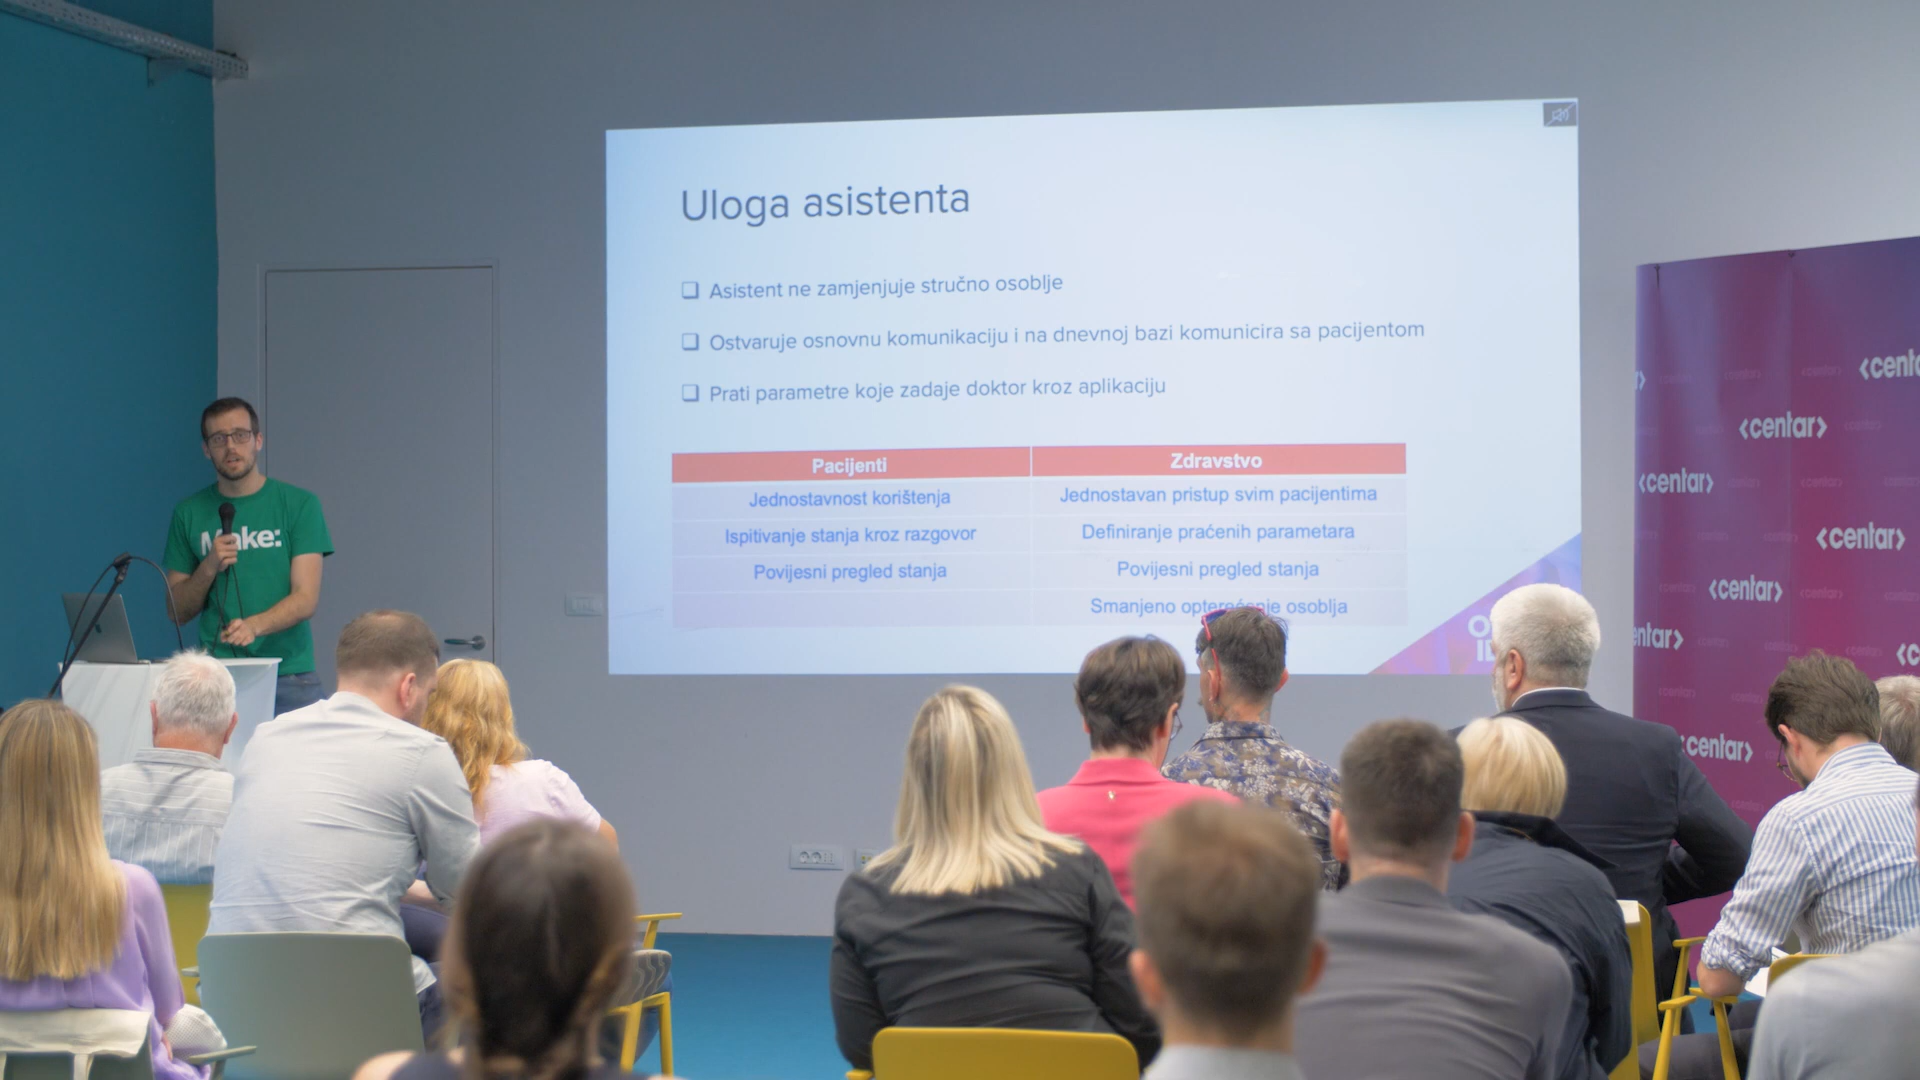 Uloga asistenta
❏ Asistent ne zamjenjuje stručno osoblje
❏ Ostvaruje osnovnu komunikaciju i na dnevnoj bazi komunicira sa pacijentom
❏ Prati parametre koje zadaje doktor kroz aplikaciju
Pacijenti Zdravstvo
Jednostavnost korištenja Jednostavan pristup svim pacijentima
Ispitivanje stanja kroz razgovor Definiranje praćenih parametara
Povijesni pregled stanja Povijesni pregled stanja
Smanjeno opterećenje osoblja
Make:
<centar>
<centar>
<centar>
<centar>
<centar>